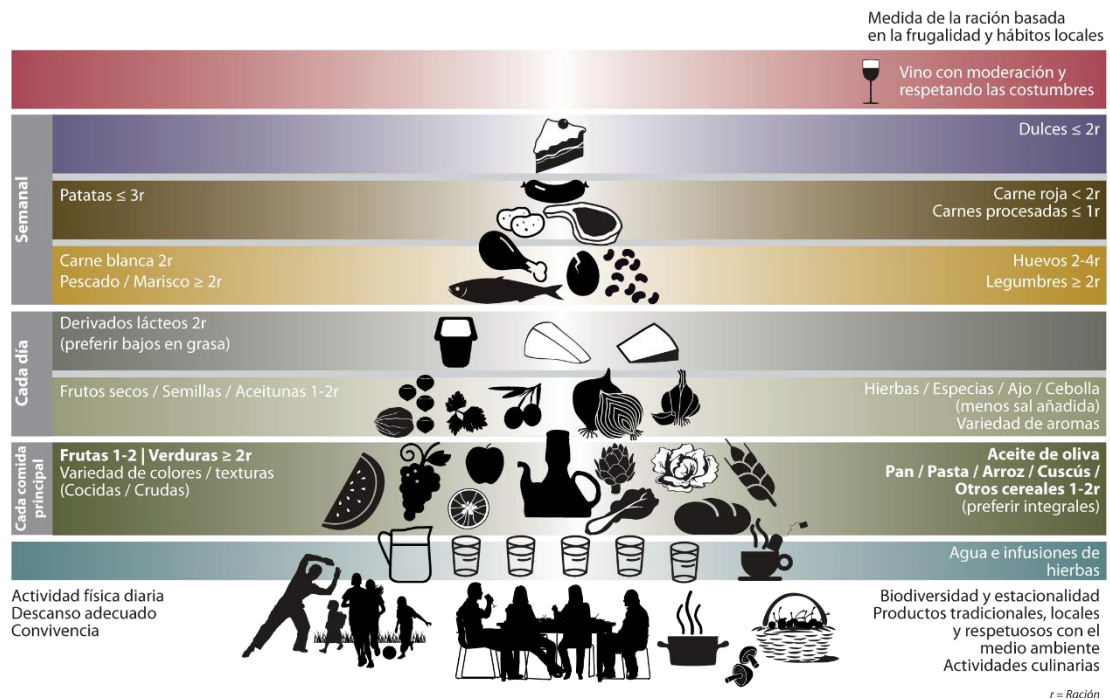 Medida de la ración basada
en la frugalidad y hábitos locales
Vino con moderación y
respetando las costumbres
Semanal
Dulces ≤ 2r
Patatas ≤ 3r
Carne roja < 2r
Carnes procesadas ≤ 1r
Carne blanca 2r
Pescado / Marisco ≥ 2r
Huevos 2-4r
Legumbres ≥ 2r
Cada día
Derivados lácteos 2r
(preferir bajos en grasa)
Frutos secos / Semillas / Aceitunas 1-2r
Hierbas / Especias / Ajo / Cebolla
(menos sal añadida)
Variedad de aromas
Cada comida
principal
Frutas 1-2 | Verduras ≥ 2r
Variedad de colores / texturas
(Cocidas / Crudas)
Aceite de oliva
Pan / Pasta / Arroz / Cuscús /
Otros cereales 1-2r
(preferir integrales)
Agua e infusiones de
hierbas
Actividad física diaria
Descanso adecuado
Convivencia
Biodiversidad y estacionalidad
Productos tradicionales, locales
y respetuosos con el
medio ambiente
Actividades culinarias
r = Ración